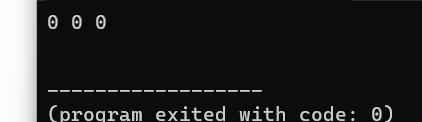 0 0 0
------------------
(program exited with code: 0)